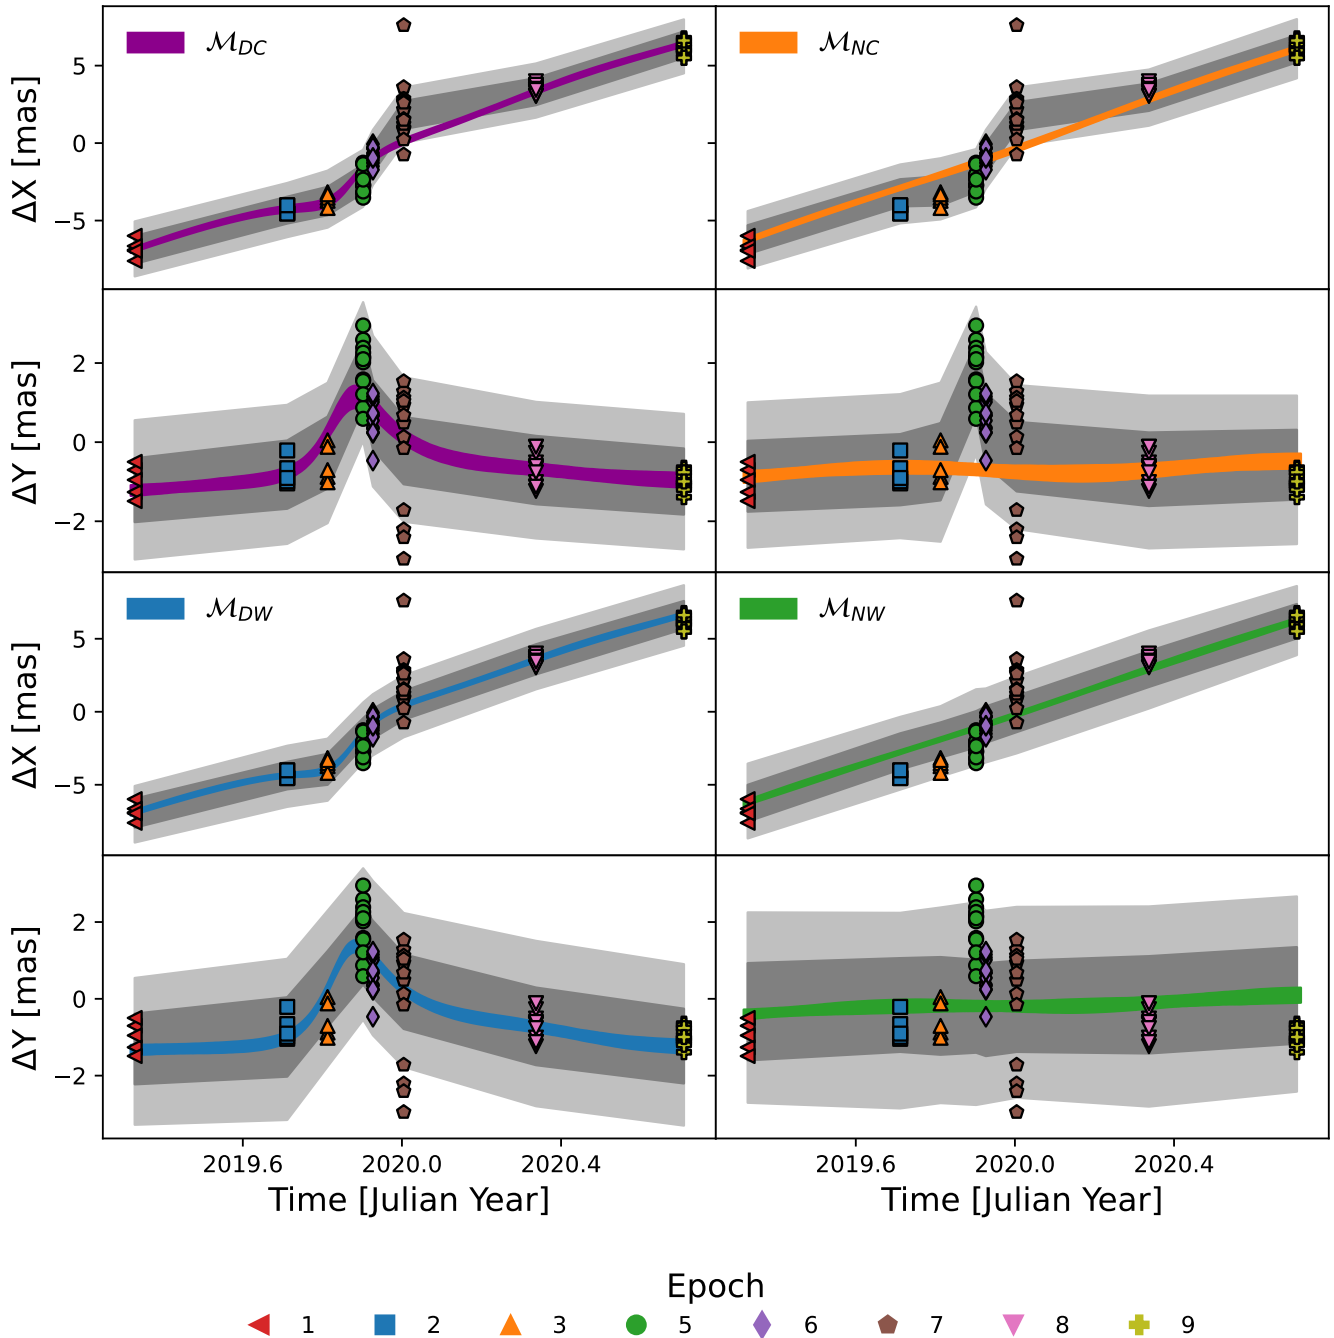 ℳ_DC
ℳ_NC
ΔX [mas]
5
0
−5
ΔY [mas]
2
0
−2
ℳ_DW
ℳ_NW
ΔX [mas]
5
0
−5
ΔY [mas]
2
0
−2
2019.6 2020.0 2020.4 2019.6 2020.0 2020.4
Time [Julian Year] Time [Julian Year]
Epoch
1 2 3 5 6 7 8 9